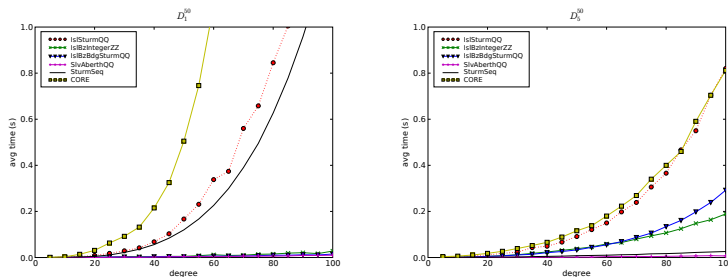 D_1^50
IslSturmQQ
IslBzIntegerZZ
IslBzBdgSturmQQ
SlvAberthQQ
SturmSeq
CORE
avg time (s)
1.0
0.8
0.6
0.4
0.2
0.0
0 20 40 60 80 100
degree
D_5^50
IslSturmQQ
IslBzIntegerZZ
IslBzBdgSturmQQ
SlvAberthQQ
SturmSeq
CORE
avg time (s)
1.0
0.8
0.6
0.4
0.2
0.0
0 20 40 60 80 100
degree